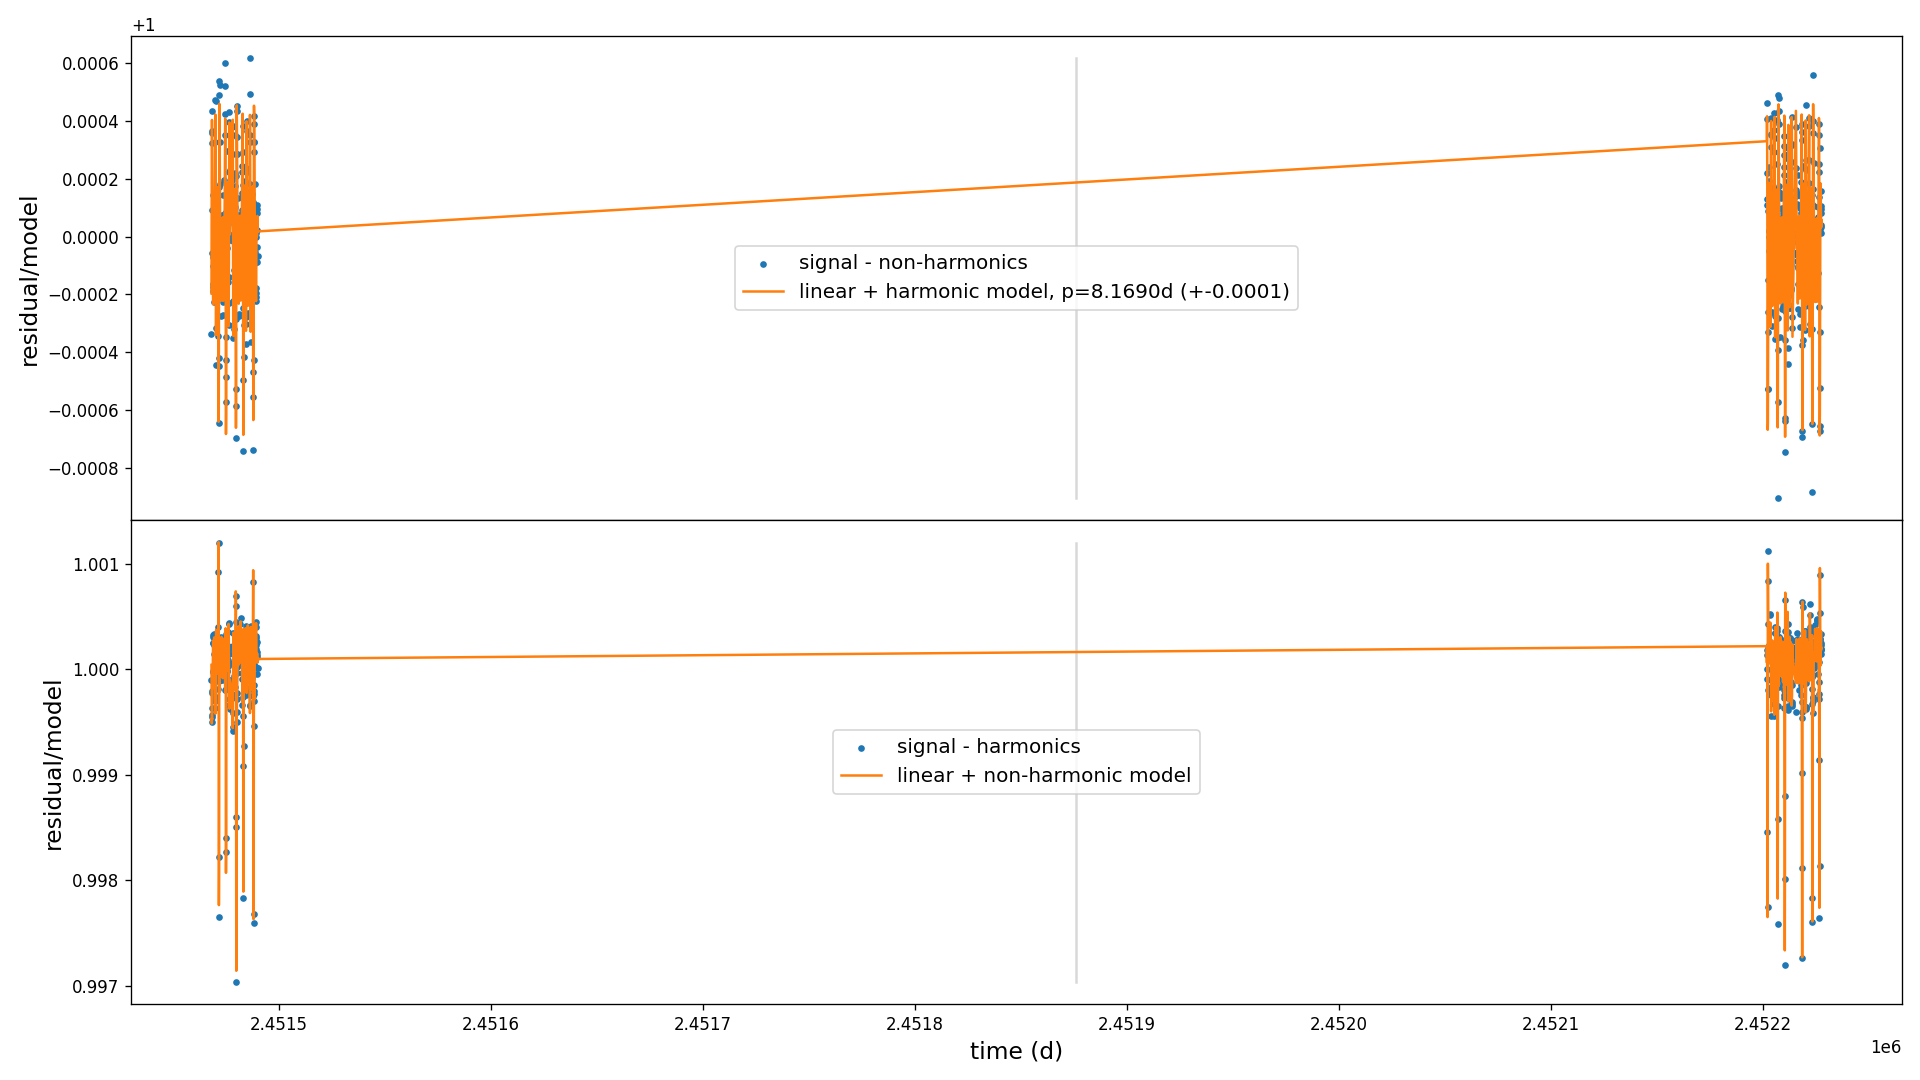 +1
0.0006
0.0004
0.0002
0.0000
−0.0002
−0.0004
−0.0006
−0.0008
residual/model
signal - non-harmonics
linear + harmonic model, p=8.1690d (+-0.0001)
1.001
1.000
0.999
0.998
0.997
residual/model
signal - harmonics
linear + non-harmonic model
2.4515 2.4516 2.4517 2.4518 2.4519 2.4520 2.4521 2.4522
1e6
time (d)